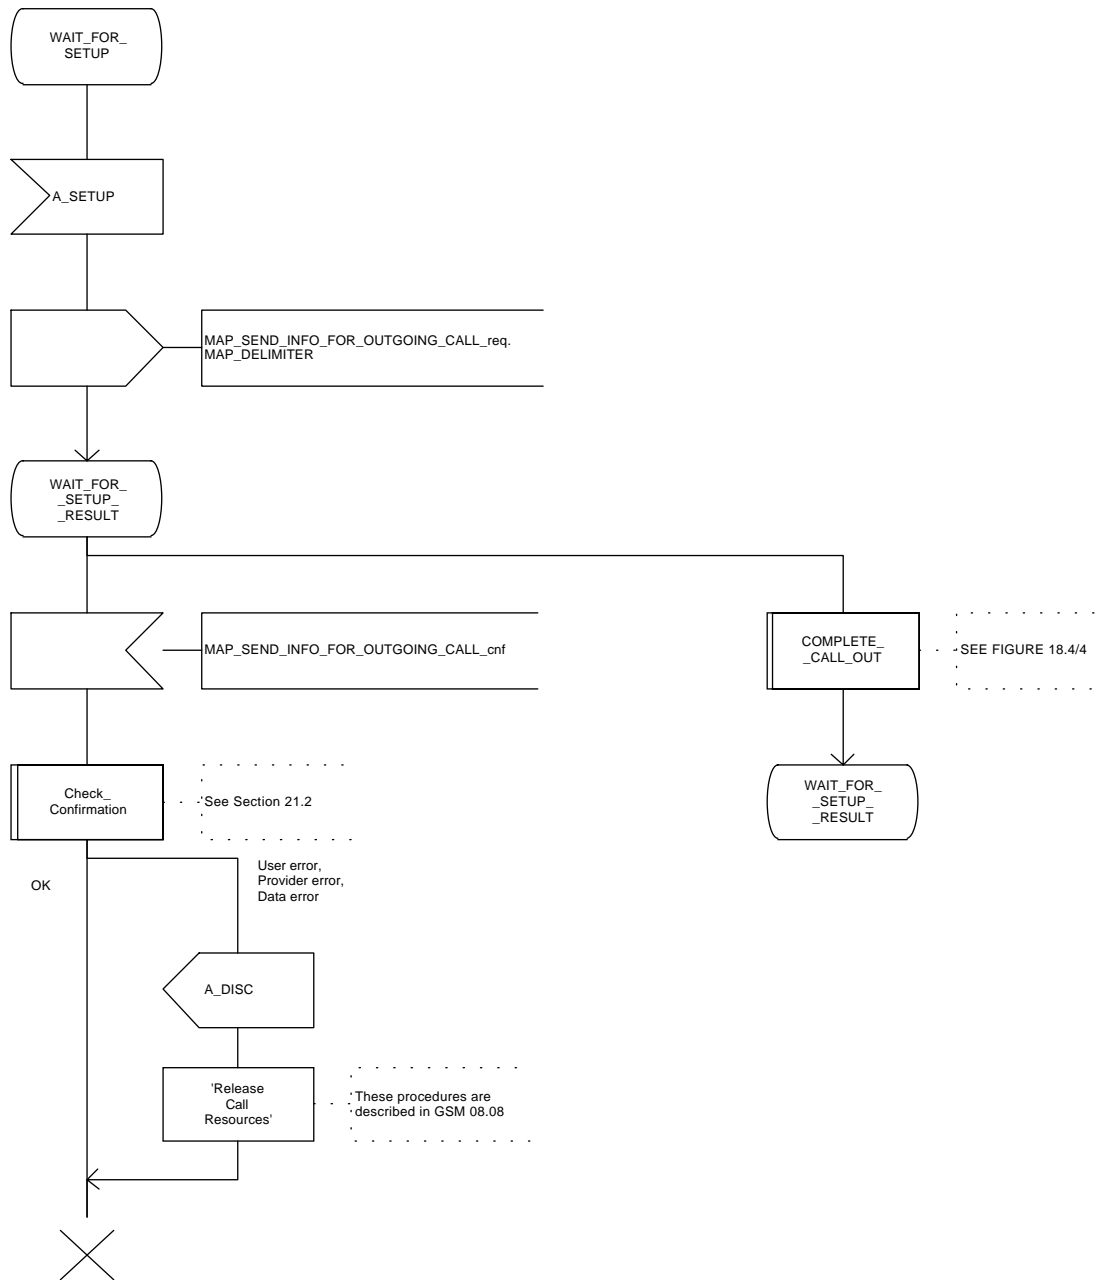 WAIT_FOR_
SETUP
A_SETUP
MAP_SEND_INFO_FOR_OUTGOING_CALL_req.
MAP_DELIMITER
WAIT_FOR_
_SETUP_
_RESULT
MAP_SEND_INFO_FOR_OUTGOING_CALL_cnf
COMPLETE_
_CALL_OUT
SEE FIGURE 18.4/4
Check_
Confirmation
See Section 21.2
WAIT_FOR_
_SETUP_
_RESULT
OK
User error,
Provider error,
Data error
A_DISC
'Release
Call
Resources'
These procedures are
described in GSM 08.08